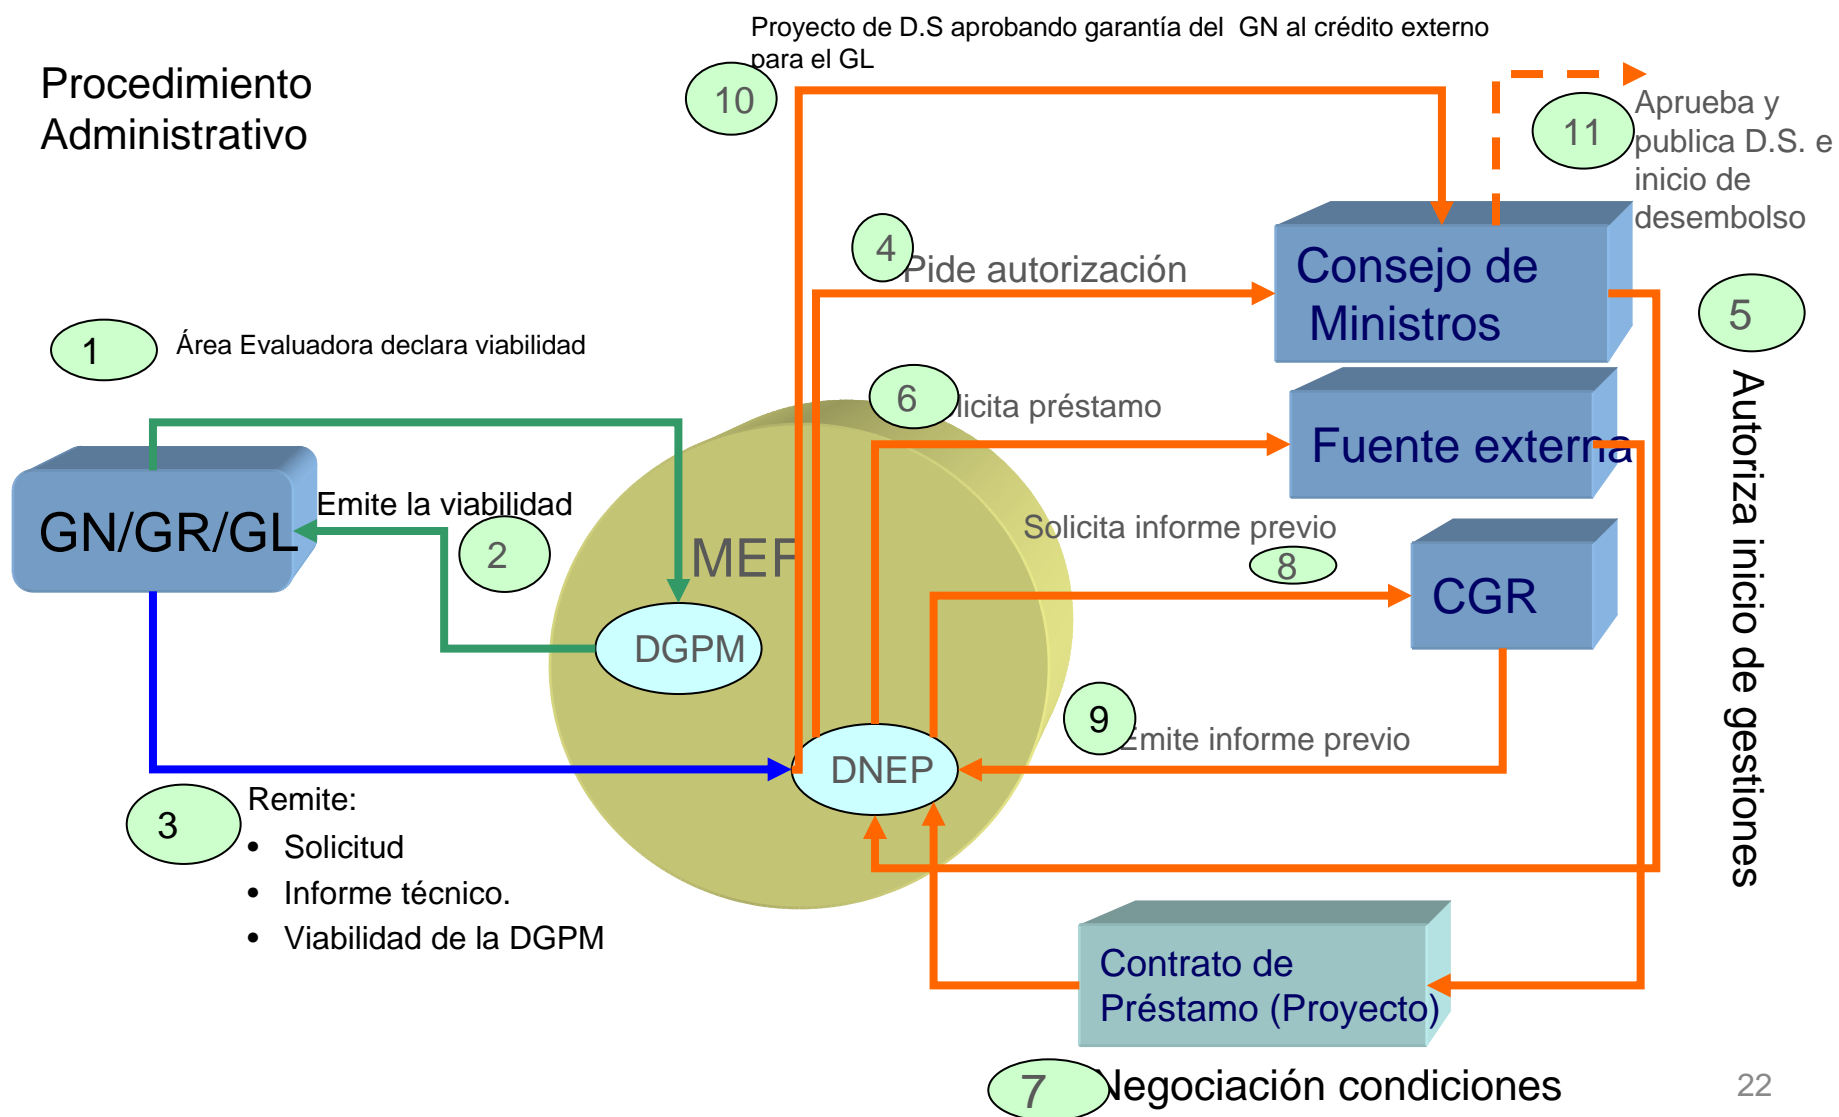 Proyecto de D.S aprobando garantía del GN al crédito externo
para el GL
Procedimiento
Administrativo
10
11
Aprueba y
publica D.S. e
inicio de
desembolso
4
Pide autorización
Consejo de
Ministros
5
Autoriza inicio de gestiones
1
Área Evaluadora declara viabilidad
6
licita préstamo
Fuente externa
GN/GR/GL
Emite la viabilidad
2
MEF
Solicita informe previo
8
CGR
DGPM
9
Emite informe previo
DNEP
3
Remite:
• Solicitud
• Informe técnico.
• Viabilidad de la DGPM
Contrato de
Préstamo (Proyecto)
7
Negociación condiciones
22